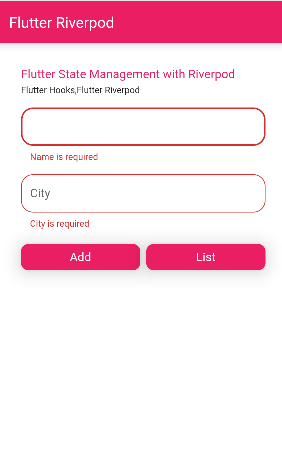 Flutter Riverpod
Flutter State Management with Riverpod
Flutter Hooks,Flutter Riverpod
Name is required
City
City is required
Add List